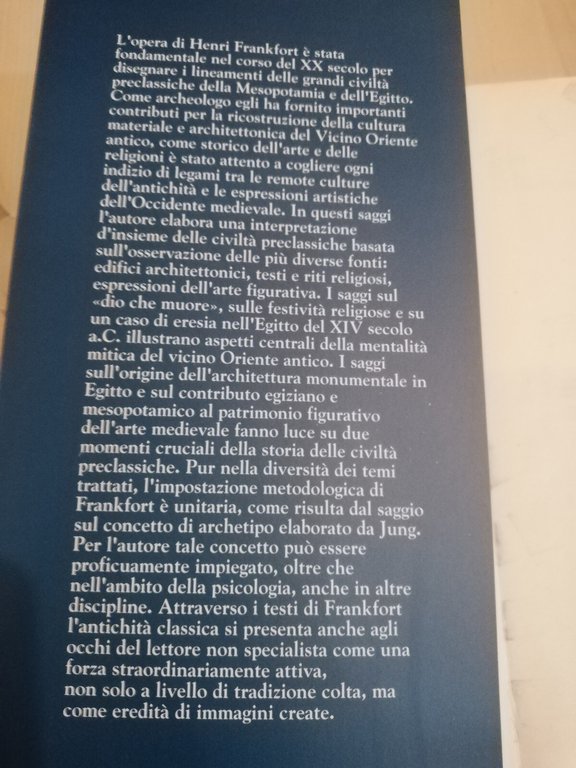 L'opera di Henri Frankfort è stata
fondamentale nel corso del XX secolo per
disegnare i lineamenti delle grandi civiltà
preclassiche della Mesopotamia e dell'Egitto.
Come archeologo egli ha fornito importanti
contributi per la ricostruzione della cultura
materiale e architettonica del Vicino Oriente
antico, come storico dell'arte e delle
religioni è stato attento a cogliere ogni
indizio di legami tra le remote culture
dell'antichità e le espressioni artistiche
dell'Occidente medievale. In questi saggi
l'autore elabora una interpretazione
d'insieme delle civiltà preclassiche basata
sull'osservazione delle più diverse fonti:
edifici architettonici, testi e riti religiosi,
espressioni dell'arte figurativa. I saggi sul
«dio che muore», sulle festività religiose e su
un caso di eresia nell'Egitto del XIV secolo
a.C. illustrano aspetti centrali della mentalità
mitica del vicino Oriente antico. I saggi
sull'origine dell'architettura monumentale in
Egitto e sul contributo egiziano e
mesopotamico al patrimonio figurativo
dell'arte medievale fanno luce su due
momenti cruciali della storia delle civiltà
preclassiche. Pur nella diversità dei temi
trattati, l'impostazione metodologica di
Frankfort è unitaria, come risulta dal saggio
sul concetto di archetipo elaborato da Jung.
Per l'autore tale concetto può essere
proficuamente impiegato, oltre che
nell'ambito della psicologia, anche in altre
discipline. Attraverso i testi di Frankfort
l'antichità classica si presenta anche agli
occhi del lettore non specialista come una
forza straordinariamente attiva,
non solo a livello di tradizione colta, ma
come eredità di immagini create.